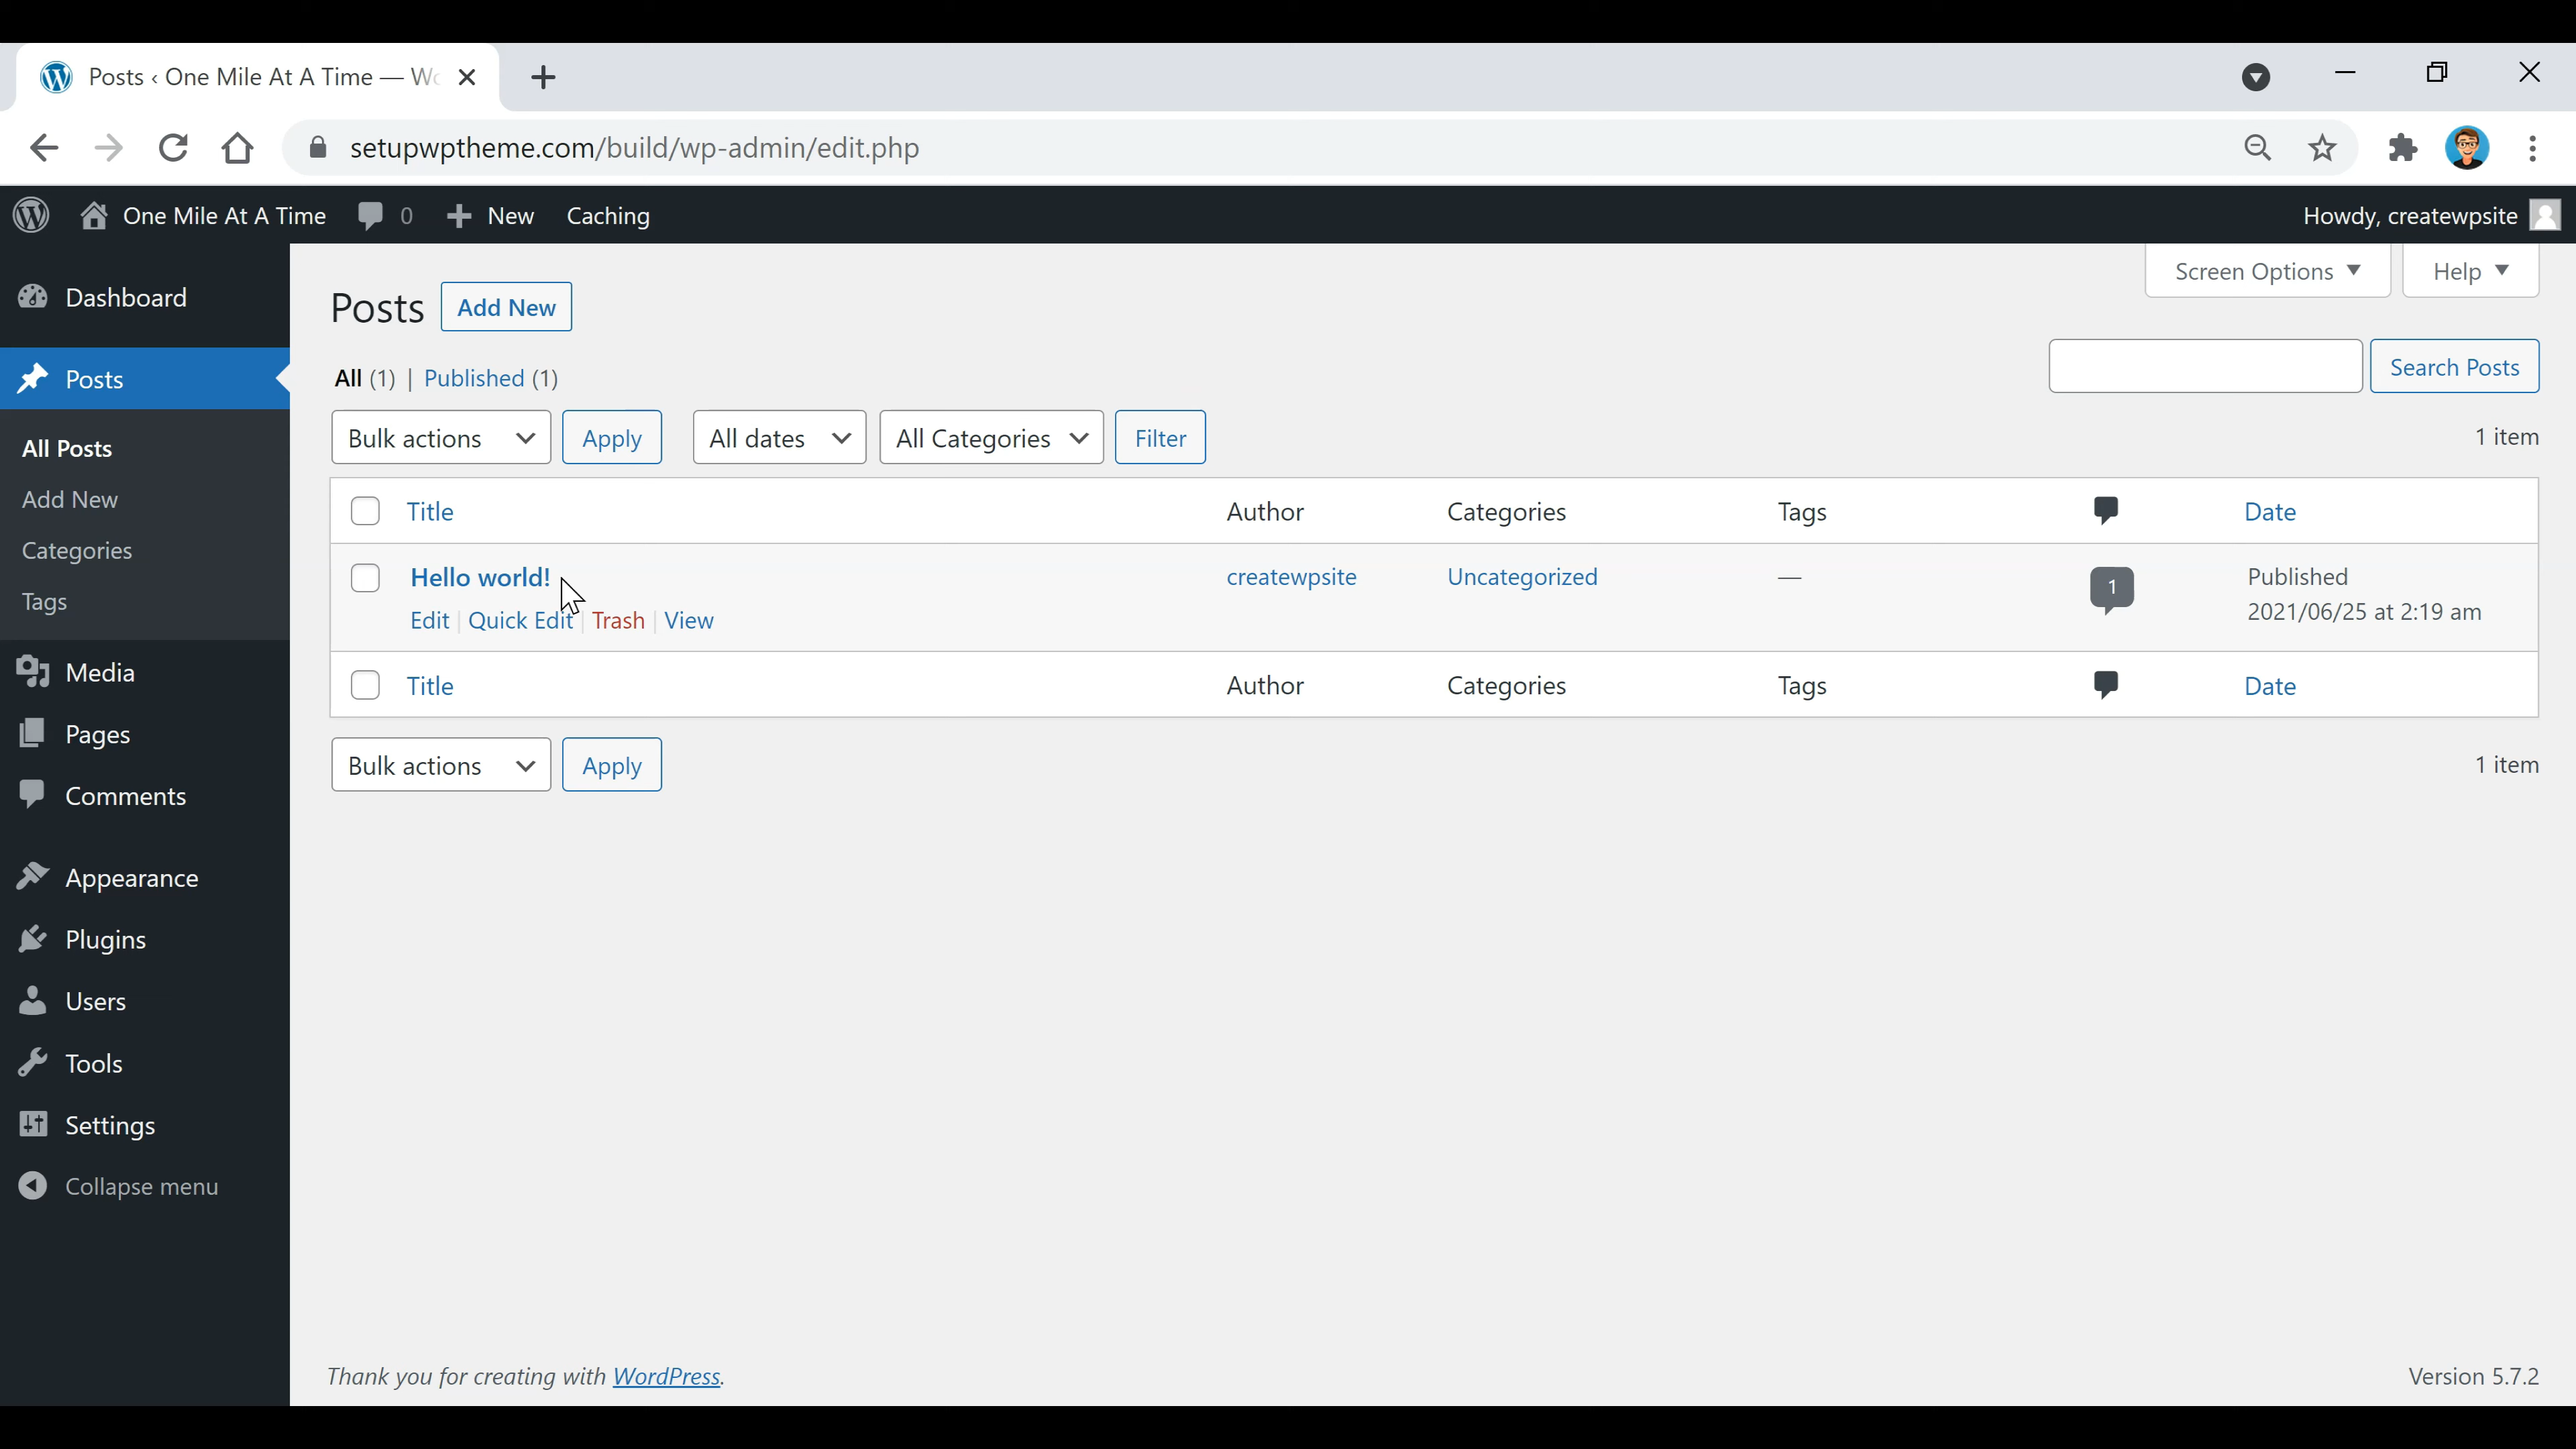 Posts ‹ One Mile At A Time — Wo
setupwptheme.com/build/wp-admin/edit.php
One Mile At A Time 0 New Caching Howdy, createwpsite
Screen Options Help
Dashboard
Posts
All Posts
Add New
Categories
Tags
Media
Pages
Comments
Appearance
Plugins
Users
Tools
Settings
Collapse menu
Posts Add New
All (1) | Published (1)
Search Posts
Bulk actions Apply All dates All Categories Filter 1 item
Title Author Categories Tags Date
Hello world! createwpsite Uncategorized — 1 Published
Edit | Quick Edit | Trash | View 2021/06/25 at 2:19 am
Title Author Categories Tags Date
Bulk actions Apply 1 item
Thank you for creating with WordPress. Version 5.7.2